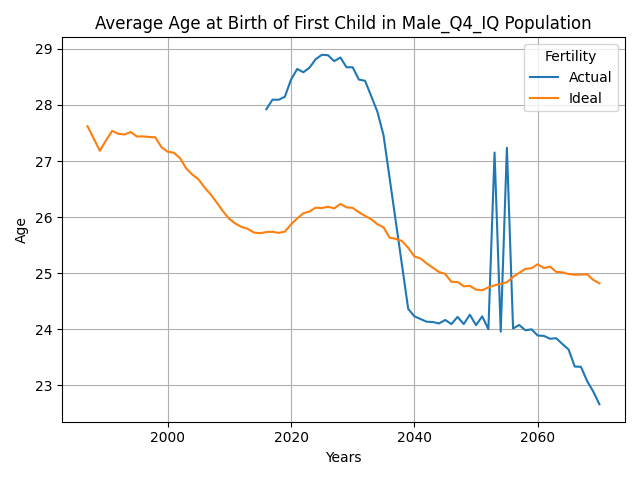 Average Age at Birth of First Child in Male_Q4_IQ Population
Fertility
Actual
Ideal
29
28
27
26
25
24
23
Age
2000
2020
2040
2060
Years